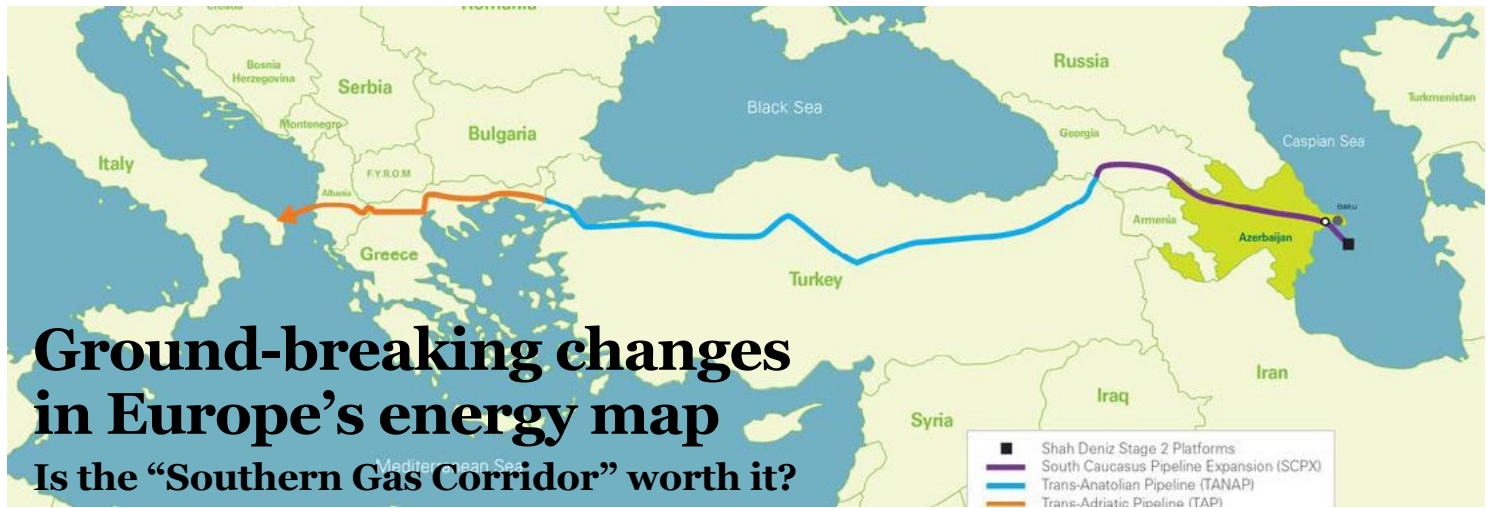 Croatia
Romania
Bosnia
Herzegovina
Serbia
Montenegro
Bulgaria
Italy
F.Y.R.O.M
Albania
Greece
Black Sea
Russia
Georgia
Turkmenistan
Caspian Sea
Armenia
Baku
Azerbaijan
Turkey
Iran
Iraq
Syria
Mediterranean Sea
Ground-breaking changes
in Europe’s energy map
Is the “Southern Gas Corridor” worth it?
Shah Deniz Stage 2 Platforms
South Caucasus Pipeline Expansion (SCPX)
Trans-Anatolian Pipeline (TANAP)
Trans-Adriatic Pipeline (TAP)